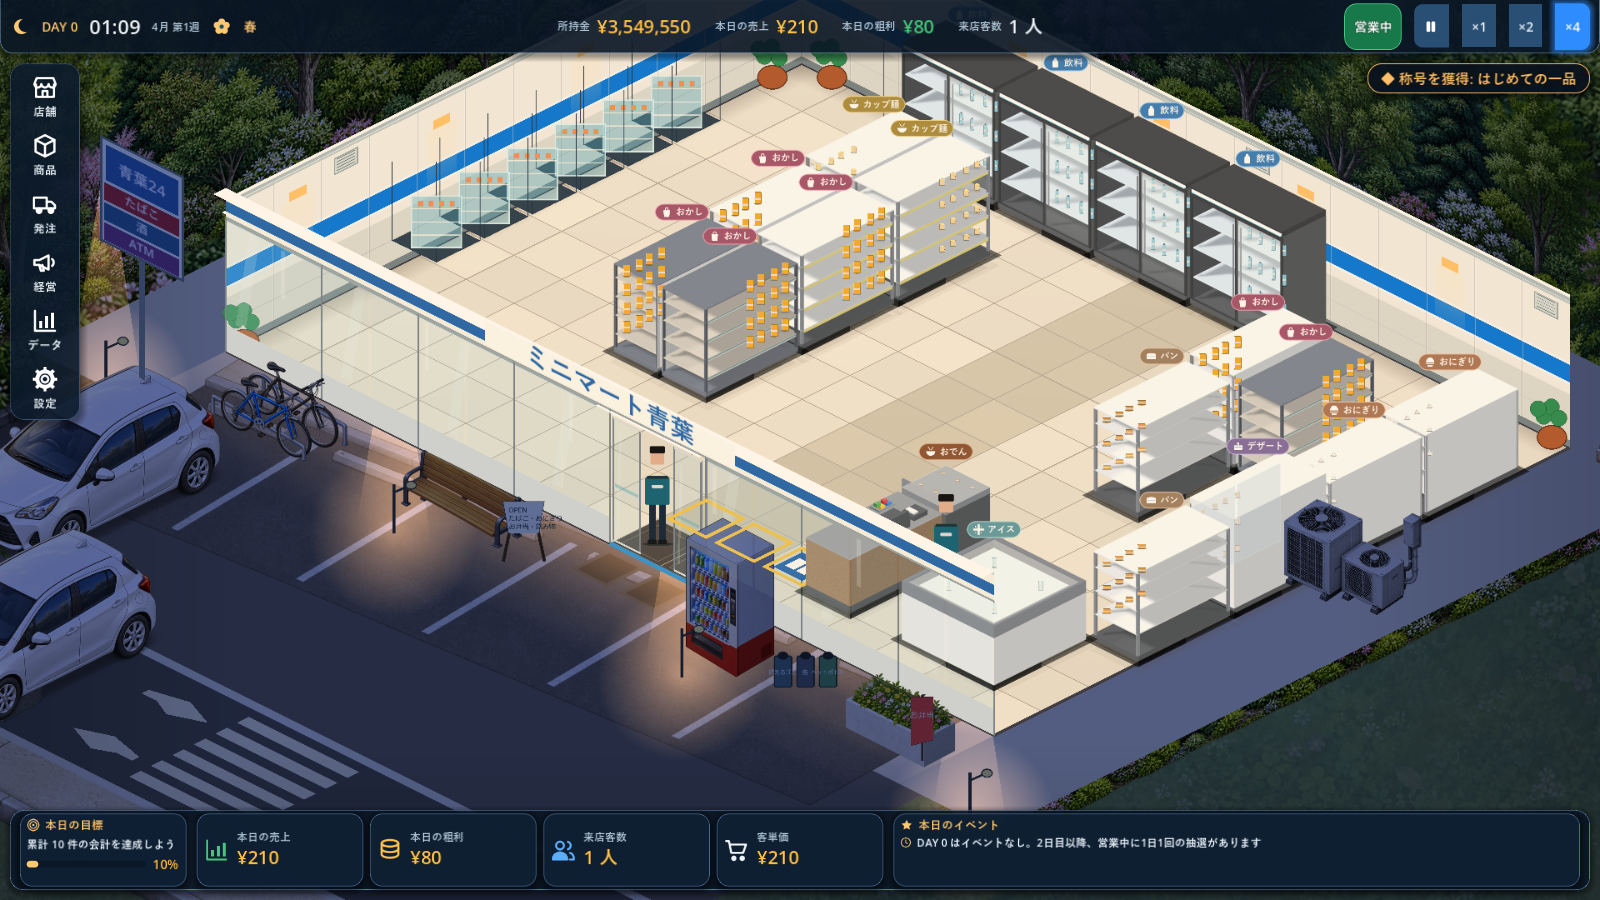 DAY 0 01:09 4月 第1週 春
所持金 ¥3,549,550 本日の売上 ¥210 本日の粗利 ¥80 来店客数 1 人
営業中 ×1 ×2 ×4
◆ 称号を獲得: はじめての一品
店舗
商品
発注
経営
データ
設定
青葉24
たばこ
酒
ATM
飲料
カップ麺
カップ麺
飲料
おかし
飲料
おかし
おかし
おかし
おかし
おかし
パン
おにぎり
おにぎり
デザート
おでん
パン
アイス
ミニマート青葉
OPEN
たばこ・おにぎり
お弁当
本日の目標
累計 10 件の会計を達成しよう
10%
本日の売上
¥210
本日の粗利
¥80
来店客数
1 人
客単価
¥210
本日のイベント
DAY 0 はイベントなし。2日目以降、営業中に1日1回の抽選があります